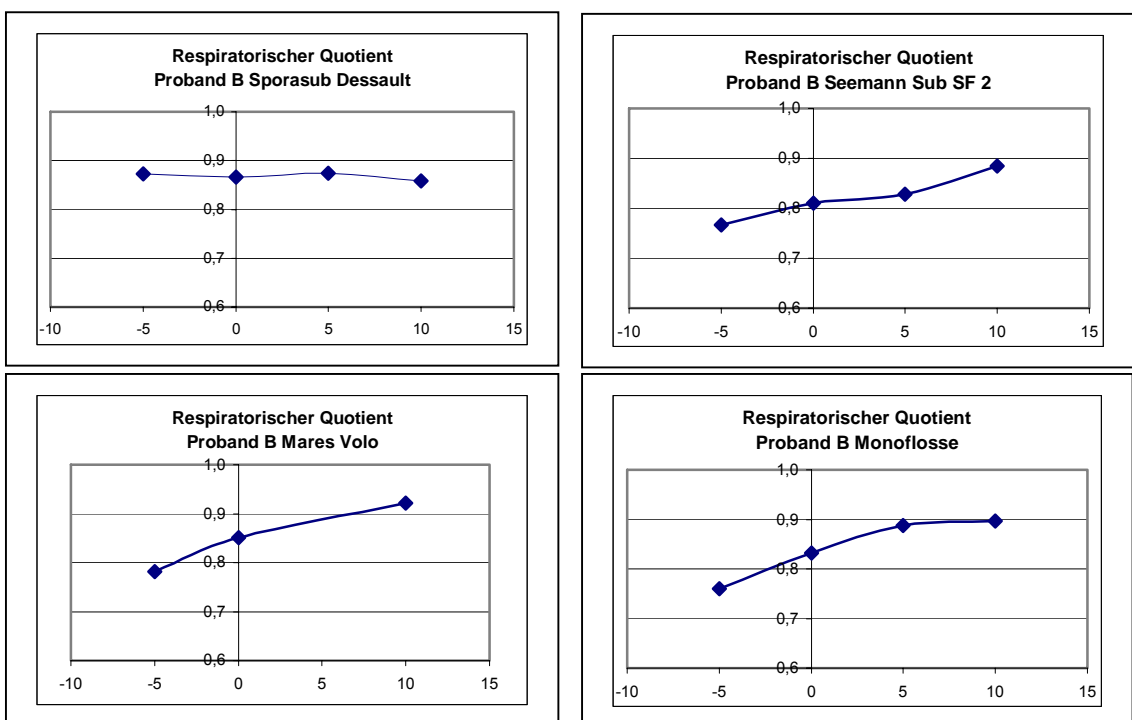 Respiratorischer Quotient
Proband B Sporasub Dessault
1,0
0,9
0,8
0,7
0,6
-10 -5 0 5 10 15
Respiratorischer Quotient
Proband B Seemann Sub SF 2
1,0
0,9
0,8
0,7
0,6
-10 -5 0 5 10 15
Respiratorischer Quotient
Proband B Mares Volo
1,0
0,9
0,8
0,7
0,6
-10 -5 0 5 10 15
Respiratorischer Quotient
Proband B Monoflosse
1,0
0,9
0,8
0,7
0,6
-10 -5 0 5 10 15